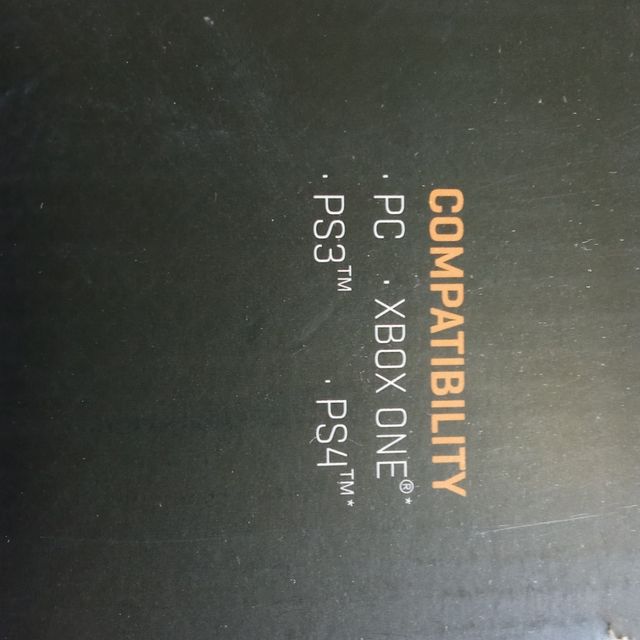 COMPATIBILITY
· PC · XBOX ONE®*
· PS3™ · PS4™*